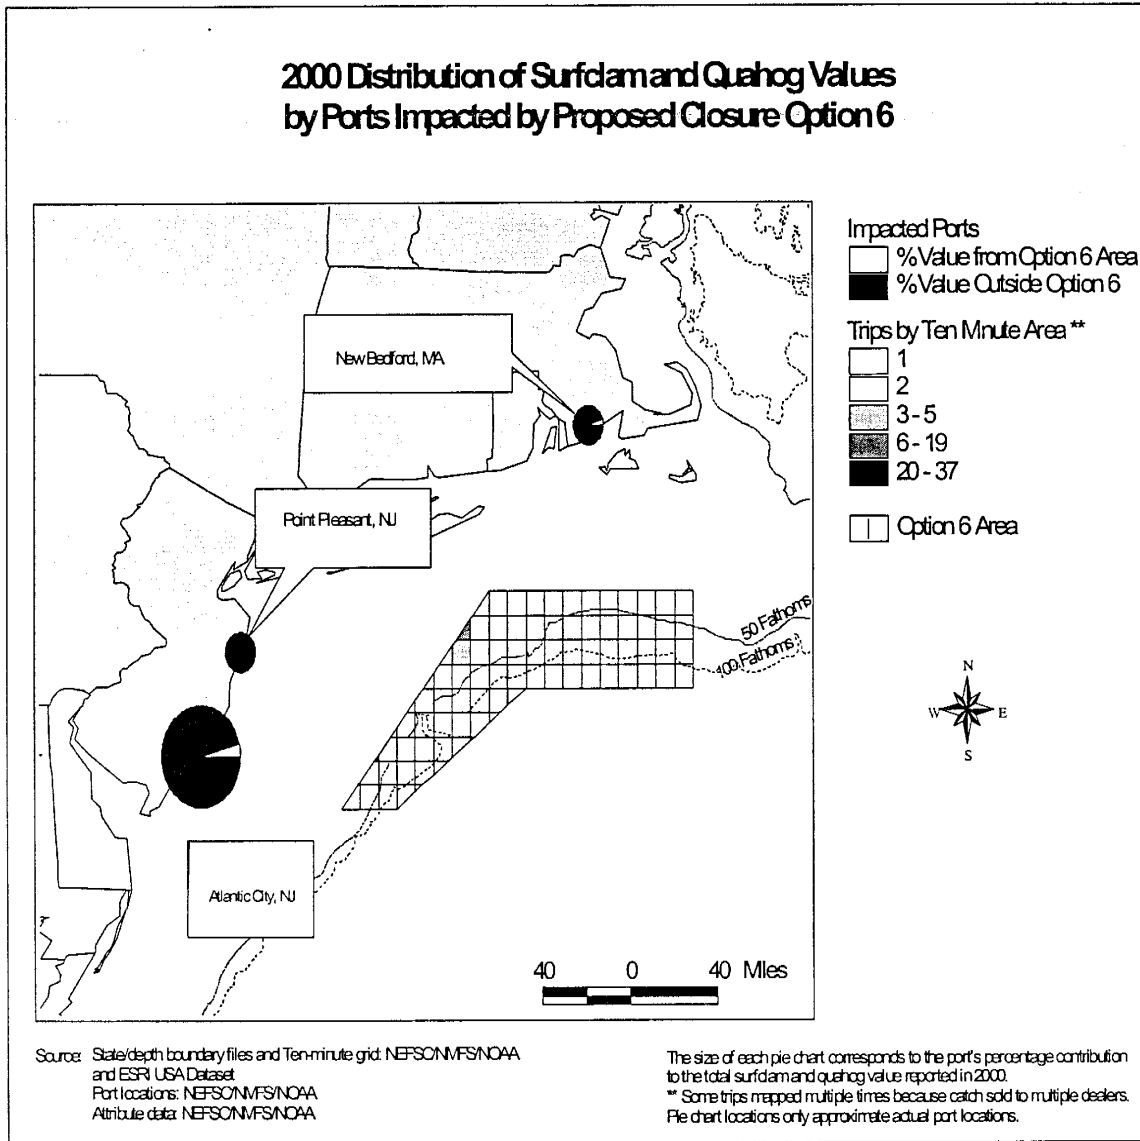 2000 Distribution of Surfclam and Quahog Values
by Ports Impacted by Proposed Closure Option 6
Impacted Ports
% Value from Option 6 Area
% Value Outside Option 6
Trips by Ten Minute Area **
1
2
3 - 5
6 - 19
20 - 37
Option 6 Area
New Bedford, MA
Point Pleasant, NJ
50 Fathoms
100 Fathoms
N
W E
S
Atlantic City, NJ
40 0 40 Miles
Source: State/depth boundary files and Ten-minute grid: NEFSC/NMFS/NOAA
and ESRI USA Dataset
Port locations: NEFSC/NMFS/NOAA
Attribute data: NEFSC/NMFS/NOAA
The size of each pie chart corresponds to the port's percentage contribution
to the total surfclam and quahog value reported in 2000.
** Some trips mapped multiple times because catch sold to multiple dealers.
Pie chart locations only approximate actual port locations.